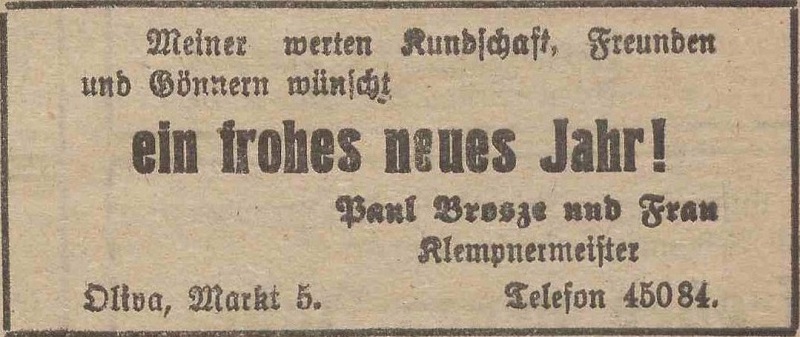 Meiner werten Kundschaft, Freunden
und Gönnern wünscht
ein frohes neues Jahr!
Paul Brosze und Frau
Klempnermeister
Oliva, Markt 5. Telefon 45084.